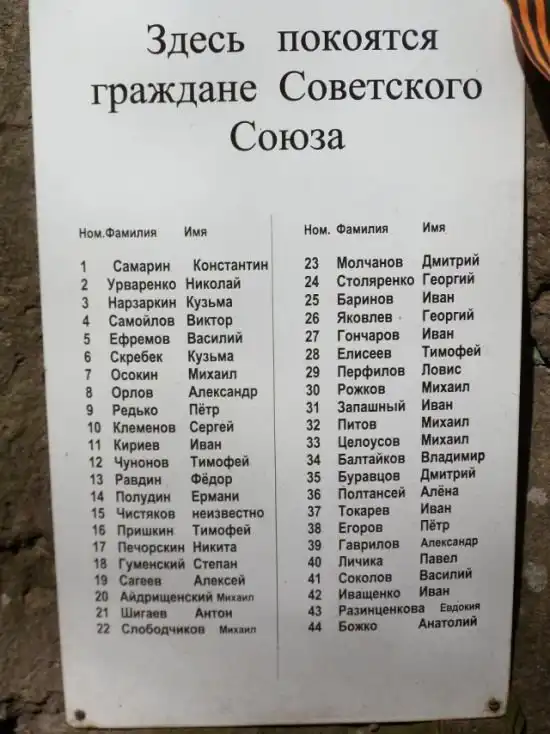 Здесь покоятся
граждане Советского
Союза
Ном. Фамилия Имя
1 Самарин Константин
2 Урваренко Николай
3 Нарзаркин Кузьма
4 Самойлов Виктор
5 Ефремов Василий
6 Скребек Кузьма
7 Осокин Михаил
8 Орлов Александр
9 Редько Пётр
10 Клеменов Сергей
11 Кириев Иван
12 Чунонов Тимофей
13 Равдин Фёдор
14 Полудин Ермани
15 Чистяков неизвестно
16 Пришкин Тимофей
17 Печорскин Никита
18 Гуменский Степан
19 Сагеев Алексей
20 Айдрищенский Михаил
21 Шигаев Антон
22 Слободчиков Михаил
Ном. Фамилия Имя
23 Молчанов Дмитрий
24 Столяренко Георгий
25 Баринов Иван
26 Яковлев Георгий
27 Гончаров Иван
28 Елисеев Тимофей
29 Перфилов Ловис
30 Рожков Михаил
31 Запашный Иван
32 Питов Михаил
33 Целоусов Михаил
34 Балтайков Владимир
35 Буравцов Дмитрий
36 Полтансей Алёна
37 Токарев Иван
38 Егоров Пётр
39 Гаврилов Александр
40 Личика Павел
41 Соколов Василий
42 Иващенко Иван
43 Разинценкова Евдокия
44 Божко Анатолий